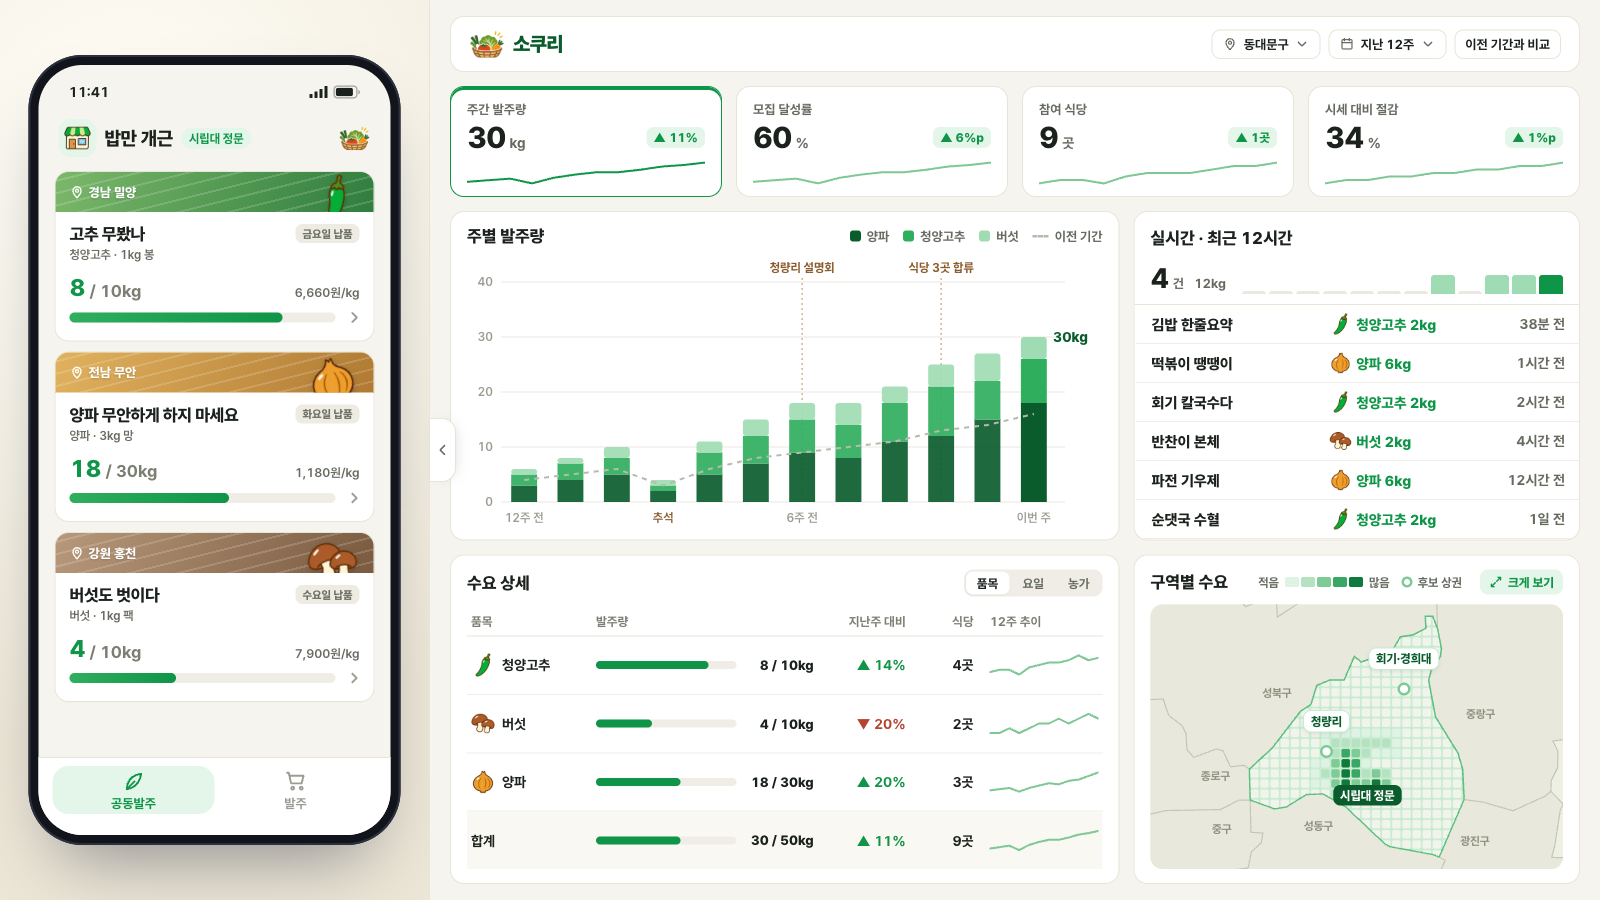 11:41
밥만 개근 시립대 정문
경남 밀양
고추 무봤나 금요일 납품
청양고추 · 1kg 봉
8 / 10kg 6,660원/kg
전남 무안
양파 무안하게 하지 마세요 화요일 납품
양파 · 3kg 망
18 / 30kg 1,180원/kg
강원 홍천
버섯도 벗이다 수요일 납품
버섯 · 1kg 팩
4 / 10kg 7,900원/kg
공동발주 발주
소쿠리 동대문구 지난 12주 이전 기간과 비교
주간 발주량
30 kg ▲ 11%
모집 달성률
60 % ▲ 6%p
참여 식당
9 곳 ▲ 1곳
시세 대비 절감
34 % ▲ 1%p
주별 발주량 양파 청양고추 버섯 이전 기간
청량리 설명회 식당 3곳 합류
40
30
20
10
0
30kg
12주 전 추석 6주 전 이번 주
실시간 · 최근 12시간
4 건 12kg
김밥 한줄요약 청양고추 2kg 38분 전
떡볶이 땡땡이 양파 6kg 1시간 전
회기 칼국수다 청양고추 2kg 2시간 전
반찬이 본체 버섯 2kg 4시간 전
파전 기우제 양파 6kg 12시간 전
순댓국 수혈 청양고추 2kg 1일 전
수요 상세 품목 요일 농가
품목 발주량 지난주 대비 식당 12주 추이
청양고추 8 / 10kg ▲ 14% 4곳
버섯 4 / 10kg ▼ 20% 2곳
양파 18 / 30kg ▲ 20% 3곳
합계 30 / 50kg ▲ 11% 9곳
구역별 수요 적음 많음 후보 상권 크게 보기
회기·경희대
성북구
중랑구
청량리
종로구
시립대 정문
중구
성동구
광진구